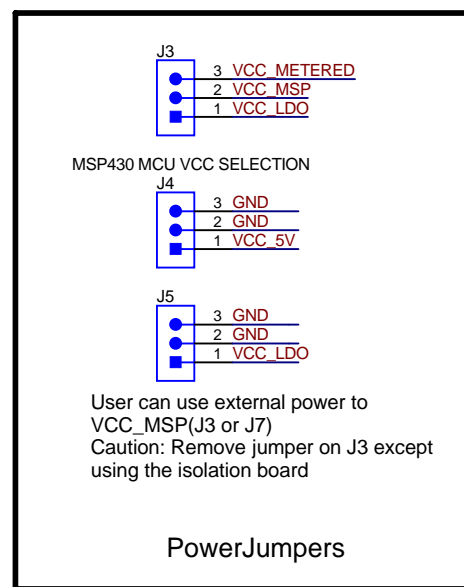 J3
3 VCC_METERED
2 VCC_MSP
1 VCC_LDO
MSP430 MCU VCC SELECTION
J4
3 GND
2 GND
1 VCC_5V
J5
3 GND
2 GND
1 VCC_LDO
User can use external power to
VCC_MSP(J3 or J7)
Caution: Remove jumper on J3 except
using the isolation board
PowerJumpers